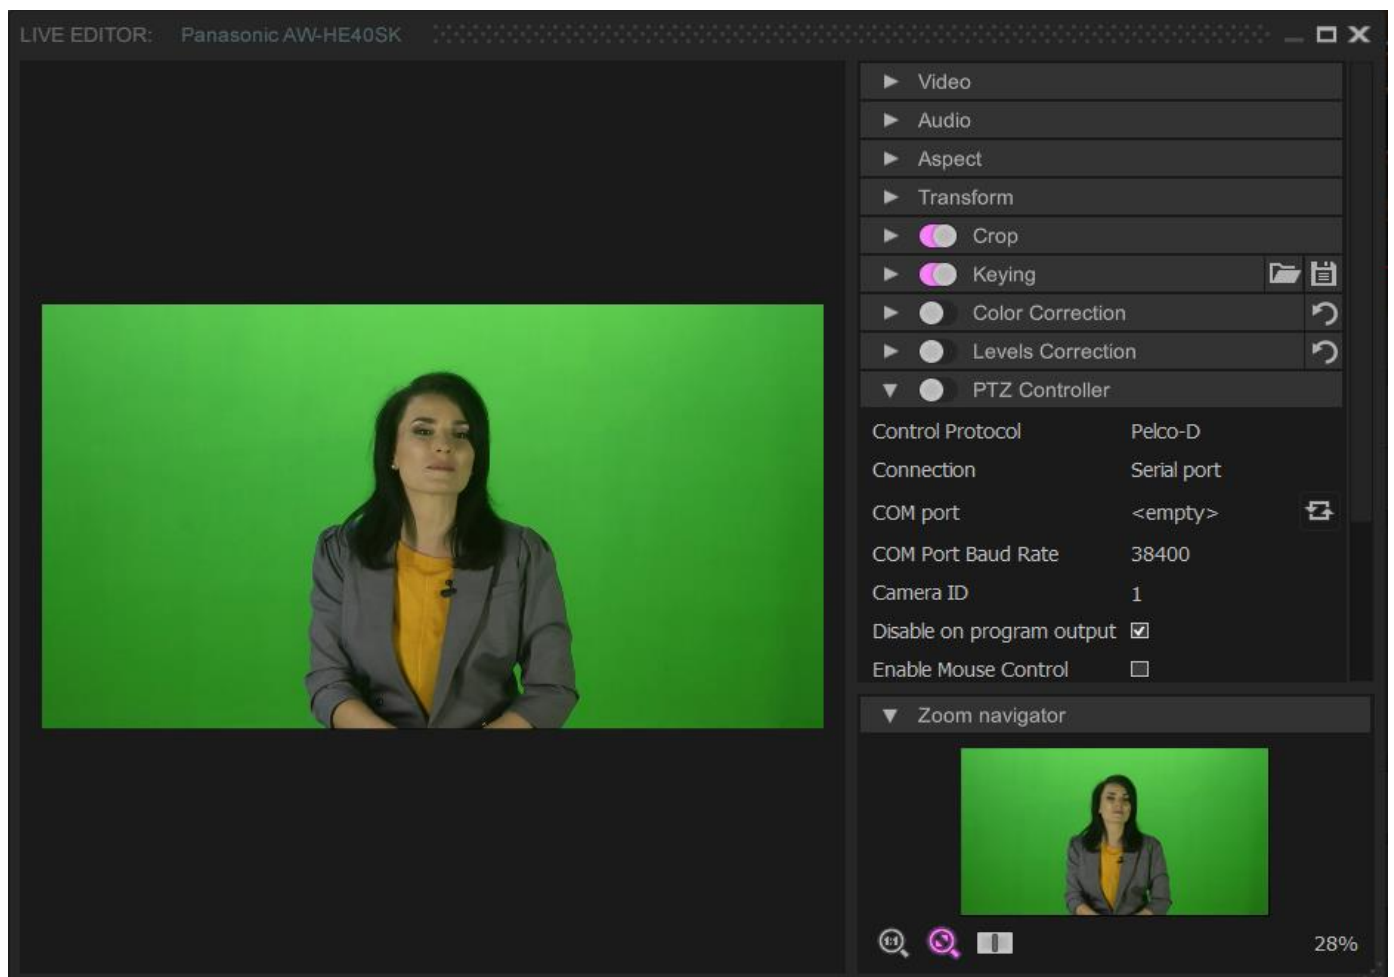 LIVE EDITOR: Panasonic AW-HE40SK
Video
Audio
Aspect
Transform
Crop
Keying
Color Correction
Levels Correction
PTZ Controller
Control Protocol Pelco-D
Connection Serial port
COM port <empty>
COM Port Baud Rate 38400
Camera ID 1
Disable on program output
Enable Mouse Control
Zoom navigator
1:1 28%